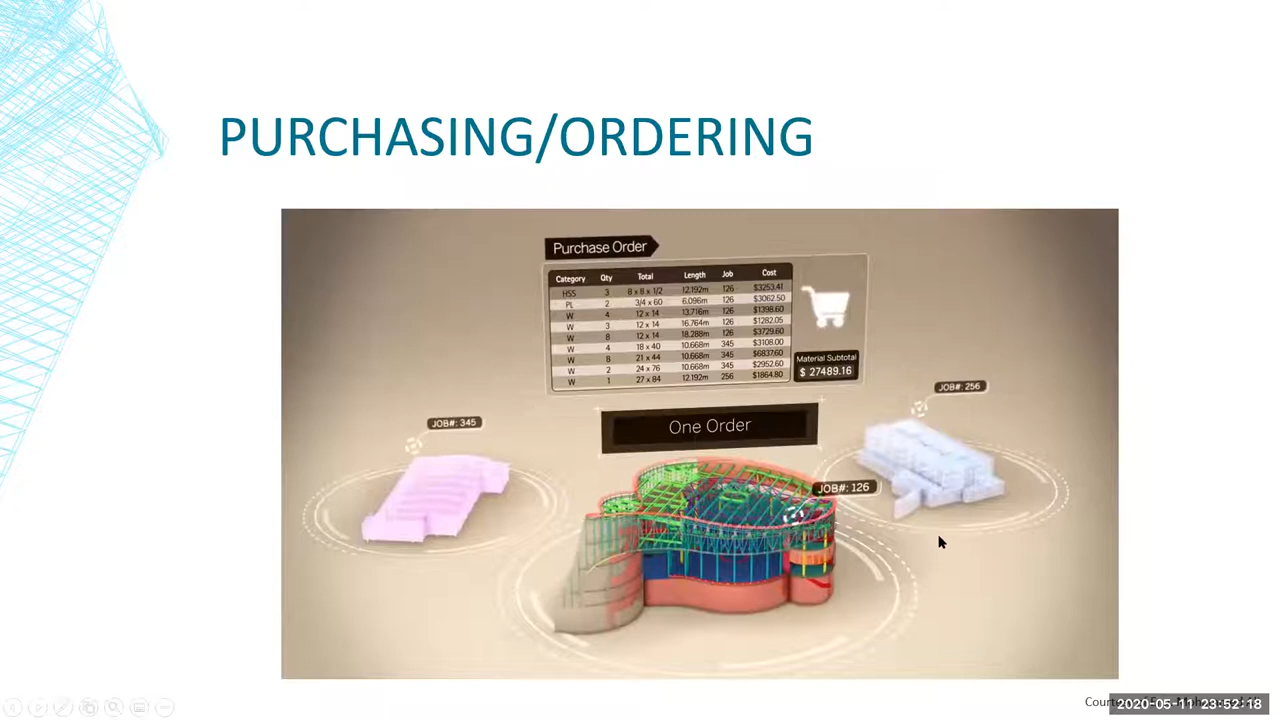 PURCHASING/ORDERING
Purchase Order
Category Qty Total Length Job Cost
HSS 3 8 x 8 x 1/2 12.192m 126 $3253.41
PL 2 3/4 x 60 6.096m 126 $3062.50
W 4 12 x 14 13.716m 126 $1398.60
W 3 12 x 14 16.764m 126 $1282.05
W 8 12 x 14 18.288m 126 $3729.60
W 4 18 x 40 10.668m 345 $3108.00
W 8 21 x 44 10.668m 345 $6837.60
W 2 24 x 76 10.668m 345 $2952.60
W 1 27 x 84 12.192m 256 $1864.80
Material Subtotal
$ 27489.16
One Order
JOB#: 345
JOB#: 256
JOB#: 126
2020-05-11 23:52:18